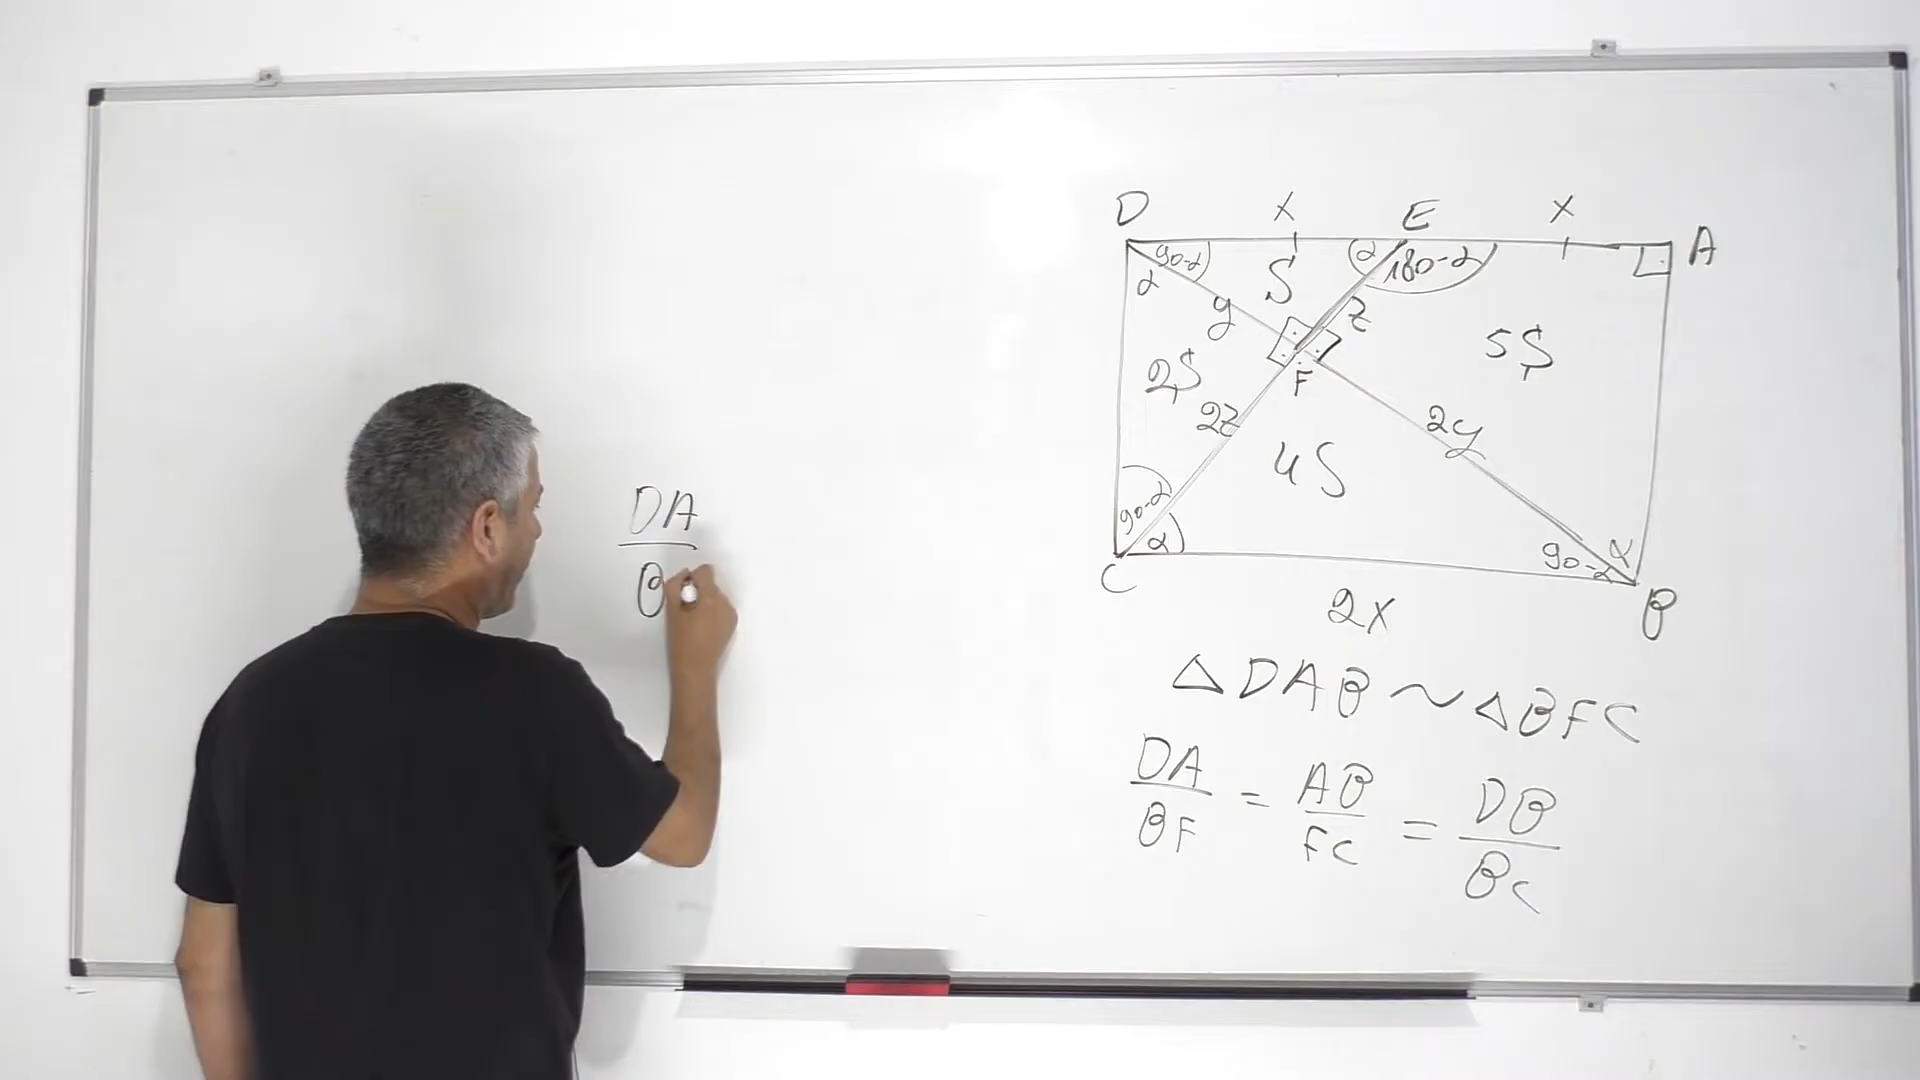 D X E X A
90-α α 180-α
α S z
y 5S
2S F
2z 2y
4S
90-α
α 90-α α
C B
2x
△DAB ~ △BFC
DA/BF = AB/FC = DB/BC
DA
B